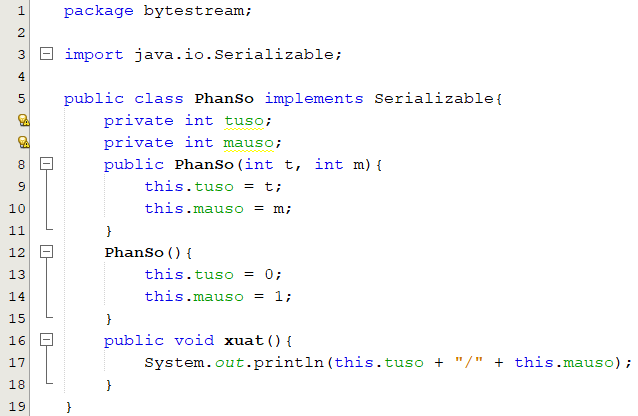 1 package bytestream;
2
3 import java.io.Serializable;
4
5 public class PhanSo implements Serializable{
private int tuso;
private int mauso;
8 public PhanSo(int t, int m){
9 this.tuso = t;
10 this.mauso = m;
11 }
12 PhanSo(){
13 this.tuso = 0;
14 this.mauso = 1;
15 }
16 public void xuat(){
17 System.out.println(this.tuso + "/" + this.mauso);
18 }
19 }